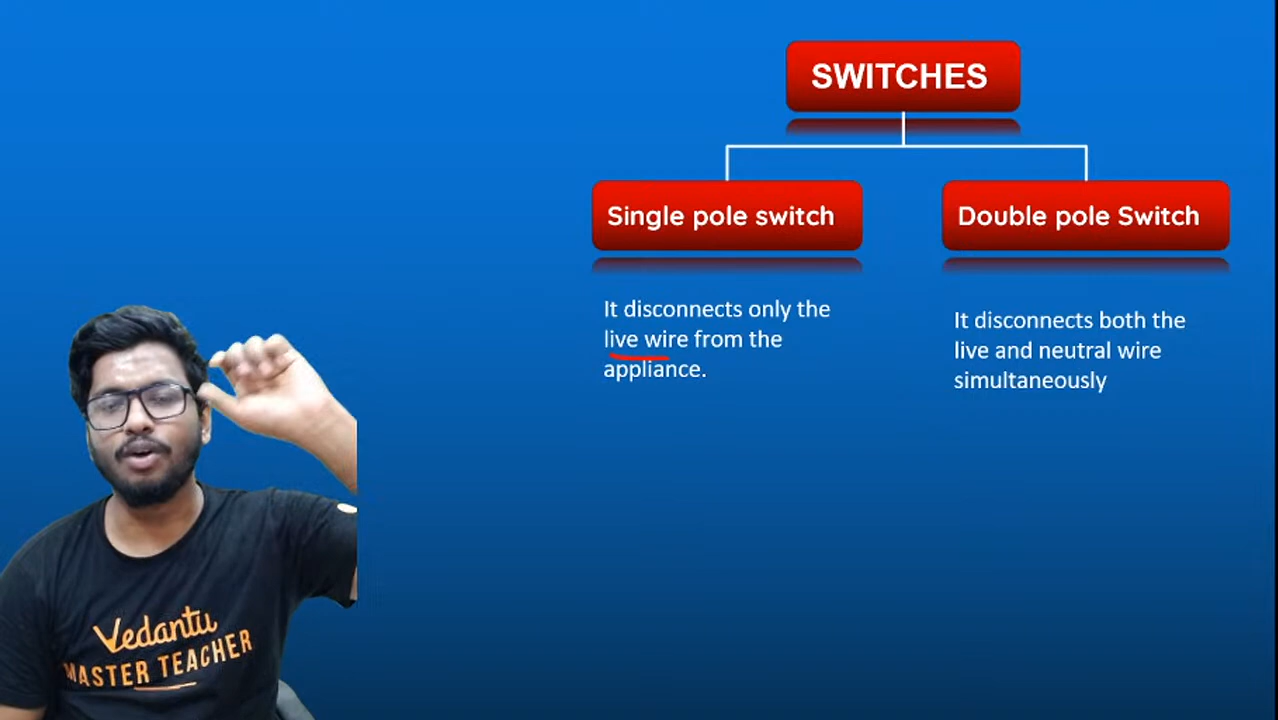 SWITCHES
Single pole switch
Double pole Switch
It disconnects only the
live wire from the
appliance.
It disconnects both the
live and neutral wire
simultaneously
Vedantu
MASTER TEACHER